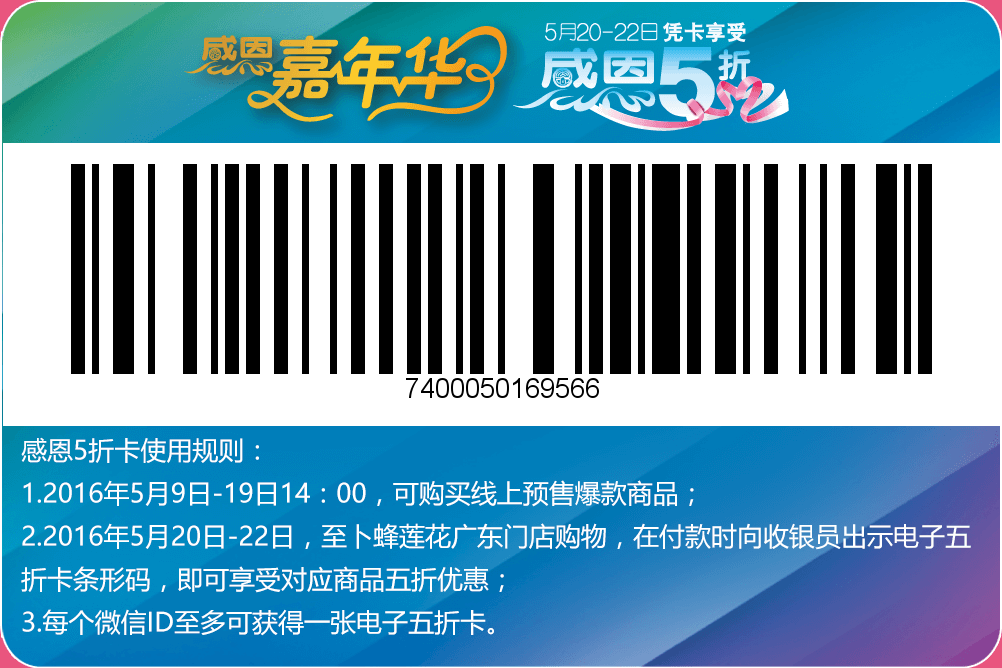 感恩嘉年华
5月20-22日 凭卡享受
感恩5折
7400050169566
感恩5折卡使用规则：
1.2016年5月9日-19日14：00，可购买线上预售爆款商品；
2.2016年5月20日-22日，至卜蜂莲花广东门店购物，在付款时向收银员出示电子五
折卡条形码，即可享受对应商品五折优惠；
3.每个微信ID至多可获得一张电子五折卡。